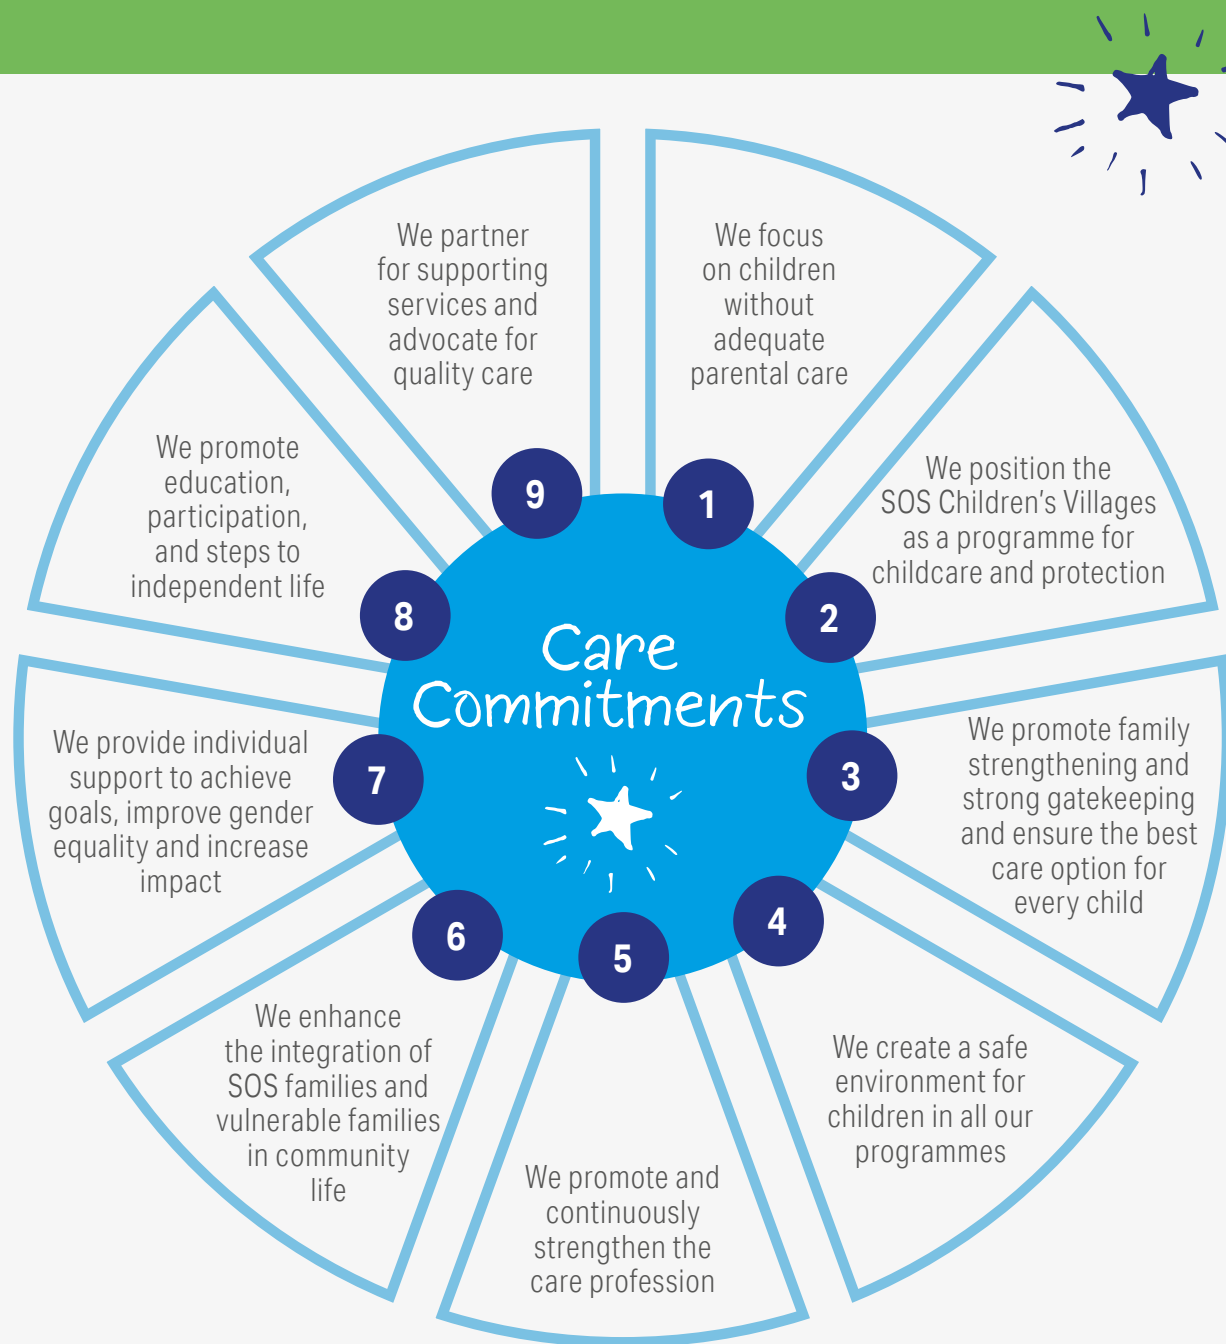 Care
Commitments
1
We focus
on children
without
adequate
parental care
2
We position the
SOS Children’s Villages
as a programme for
childcare and protection
3
We promote family
strengthening and
strong gatekeeping
and ensure the best
care option for
every child
4
We create a safe
environment for
children in all our
programmes
5
We promote and
continuously
strengthen the
care profession
6
We enhance
the integration of
SOS families and
vulnerable families
in community
life
7
We provide individual
support to achieve
goals, improve gender
equality and increase
impact
8
We promote
education,
participation,
and steps to
independent life
9
We partner
for supporting
services and
advocate for
quality care